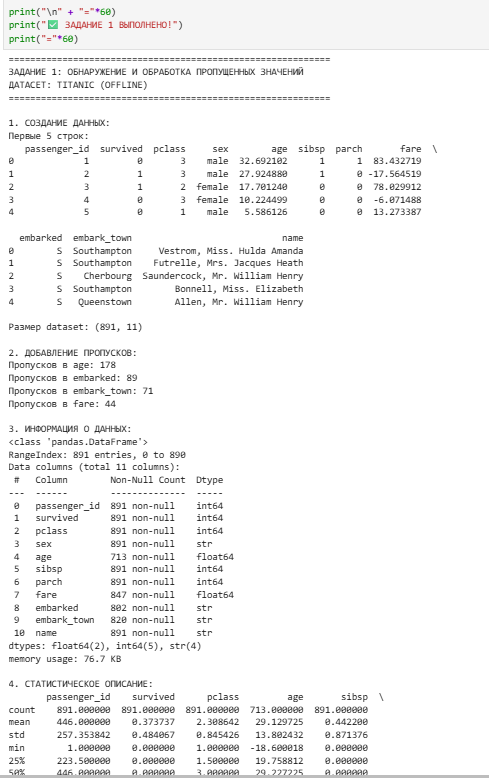 print("\n" + "="*60)
print("✅ ЗАДАНИЕ 1 ВЫПОЛНЕНО!")
print("="*60)
============================================================
ЗАДАНИЕ 1: ОБНАРУЖЕНИЕ И ОБРАБОТКА ПРОПУЩЕННЫХ ЗНАЧЕНИЙ
ДАТАСЕТ: TITANIC (OFFLINE)
============================================================
1. СОЗДАНИЕ ДАННЫХ:
Первые 5 строк:
   passenger_id  survived  pclass     sex        age  sibsp  parch       fare  \
0             1         0       3    male  32.692102      1      1  83.432719
1             2         1       3    male  27.924880      1      0 -17.564519
2             3         1       2  female  17.701240      0      0  78.029912
3             4         0       3  female  10.224499      0      0  -6.071488
4             5         0       1    male   5.586126      0      0  13.273387
  embarked  embark_town                            name
0        S  Southampton     Vestrom, Miss. Hulda Amanda
1        S  Southampton    Futrelle, Mrs. Jacques Heath
2        S    Cherbourg  Saundercock, Mr. William Henry
3        S  Southampton        Bonnell, Miss. Elizabeth
4        S   Queenstown        Allen, Mr. William Henry
Размер dataset: (891, 11)
2. ДОБАВЛЕНИЕ ПРОПУСКОВ:
Пропусков в age: 178
Пропусков в embarked: 89
Пропусков в embark_town: 71
Пропусков в fare: 44
3. ИНФОРМАЦИЯ О ДАННЫХ:
<class 'pandas.DataFrame'>
RangeIndex: 891 entries, 0 to 890
Data columns (total 11 columns):
 #   Column        Non-Null Count  Dtype
---  ------        --------------  -----
 0   passenger_id  891 non-null    int64
 1   survived      891 non-null    int64
 2   pclass        891 non-null    int64
 3   sex           891 non-null    str
 4   age           713 non-null    float64
 5   sibsp         891 non-null    int64
 6   parch         891 non-null    int64
 7   fare          847 non-null    float64
 8   embarked      802 non-null    str
 9   embark_town   820 non-null    str
 10  name          891 non-null    str
dtypes: float64(2), int64(5), str(4)
memory usage: 76.7 KB
4. СТАТИСТИЧЕСКОЕ ОПИСАНИЕ:
       passenger_id    survived      pclass         age       sibsp  \
count    891.000000  891.000000  891.000000  713.000000  891.000000
mean     446.000000    0.373737    2.308642   29.129725    0.442200
std      257.353842    0.484067    0.845426   13.802432    0.871376
min        1.000000    0.000000    1.000000  -18.600018    0.000000
25%      223.500000    0.000000    1.500000   19.758812    0.000000
50%      446.000000    0.000000    3.000000   29.227225    0.000000